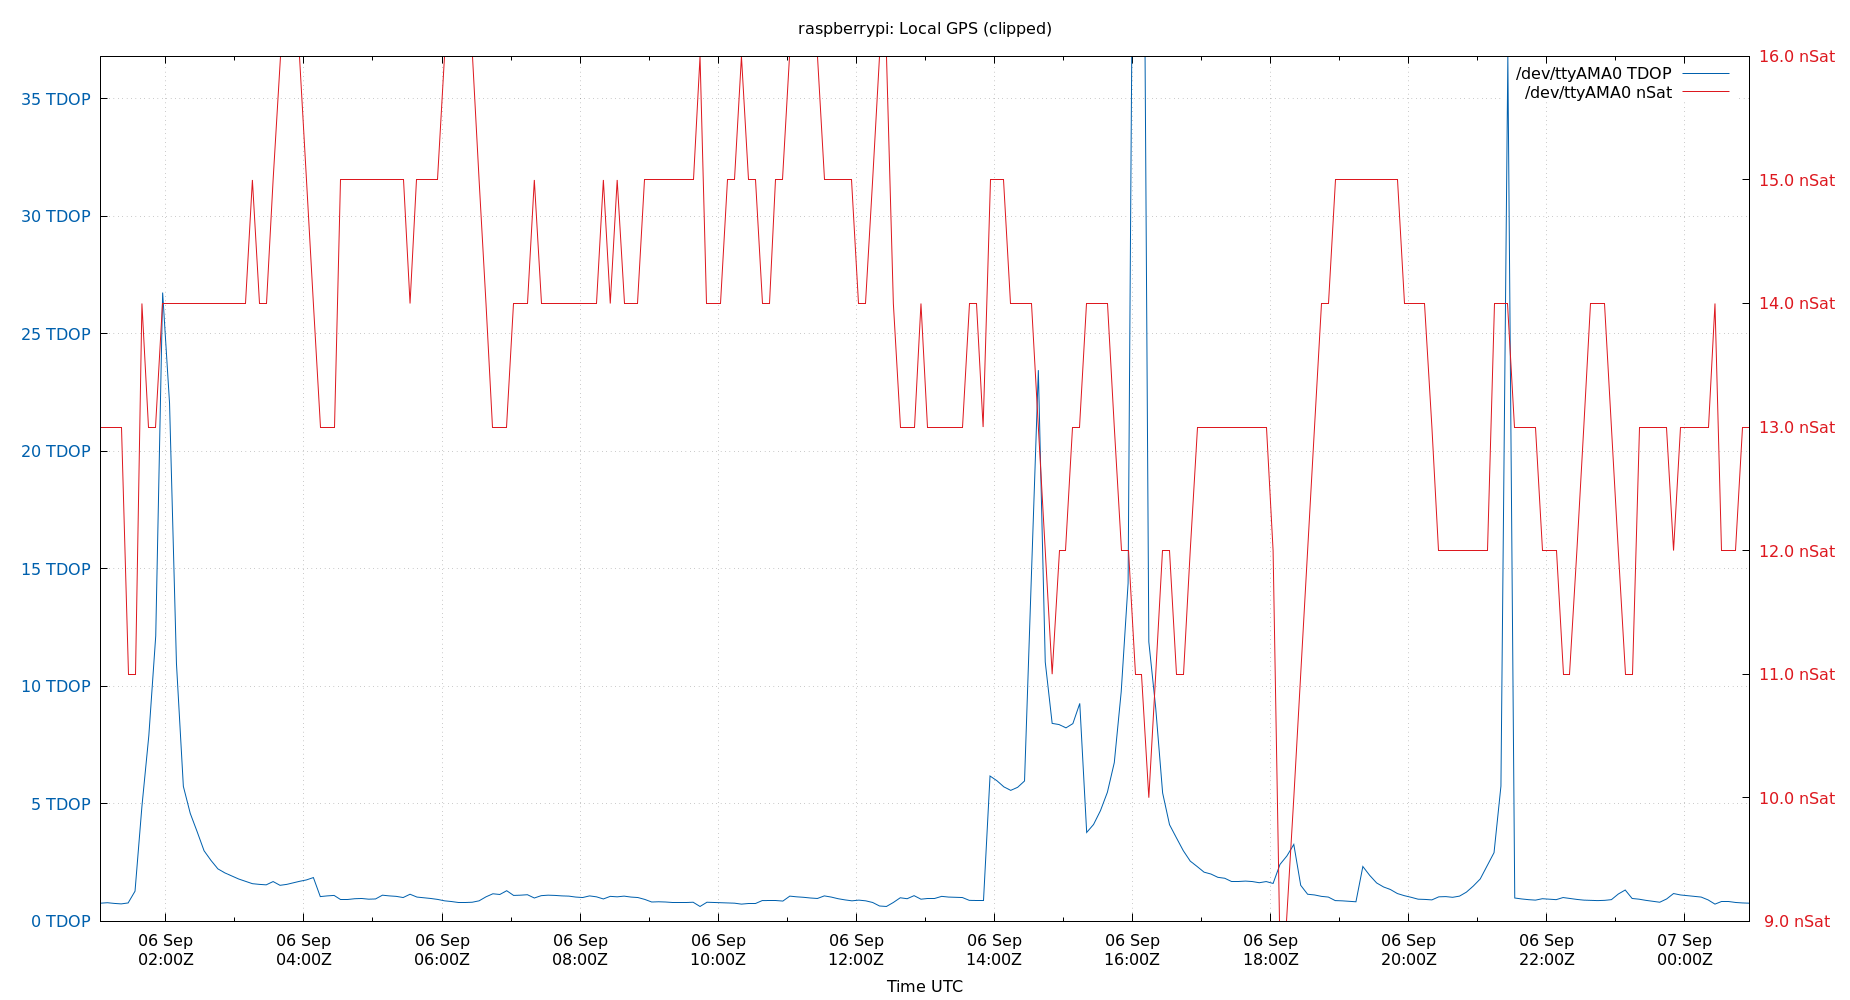 raspberrypi: Local GPS (clipped)
/dev/ttyAMA0 TDOP
/dev/ttyAMA0 nSat
35 TDOP
30 TDOP
25 TDOP
20 TDOP
15 TDOP
10 TDOP
5 TDOP
0 TDOP
16.0 nSat
15.0 nSat
14.0 nSat
13.0 nSat
12.0 nSat
11.0 nSat
10.0 nSat
9.0 nSat
06 Sep
02:00Z
06 Sep
04:00Z
06 Sep
06:00Z
06 Sep
08:00Z
06 Sep
10:00Z
06 Sep
12:00Z
06 Sep
14:00Z
06 Sep
16:00Z
06 Sep
18:00Z
06 Sep
20:00Z
06 Sep
22:00Z
07 Sep
00:00Z
Time UTC